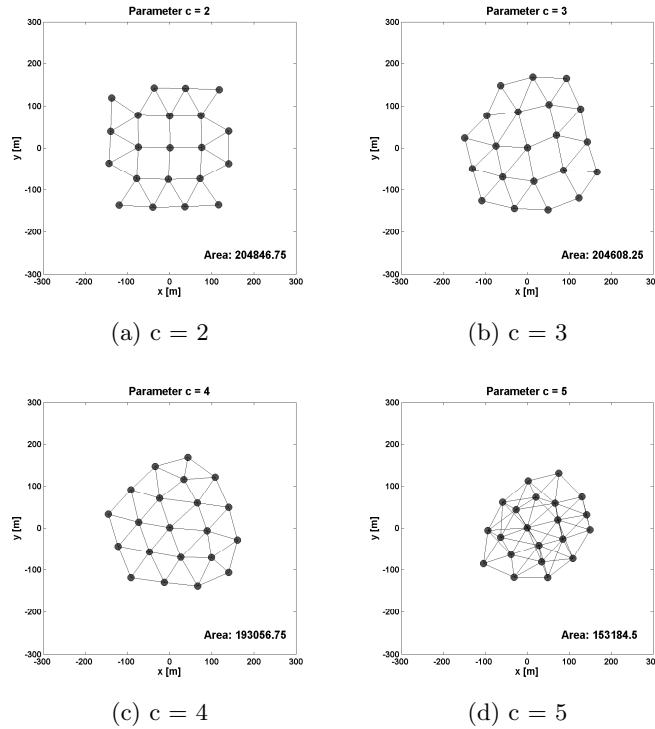 Parameter c = 2
300
200
100
0
-100
-200
-300
-300 -200 -100 0 100 200 300
y [m]
x [m]
Area: 204846.75
(a) c = 2
Parameter c = 3
300
200
100
0
-100
-200
-300
-300 -200 -100 0 100 200 300
y [m]
x [m]
Area: 204608.25
(b) c = 3
Parameter c = 4
300
200
100
0
-100
-200
-300
-300 -200 -100 0 100 200 300
y [m]
x [m]
Area: 193056.75
(c) c = 4
Parameter c = 5
300
200
100
0
-100
-200
-300
-300 -200 -100 0 100 200 300
y [m]
x [m]
Area: 153184.5
(d) c = 5